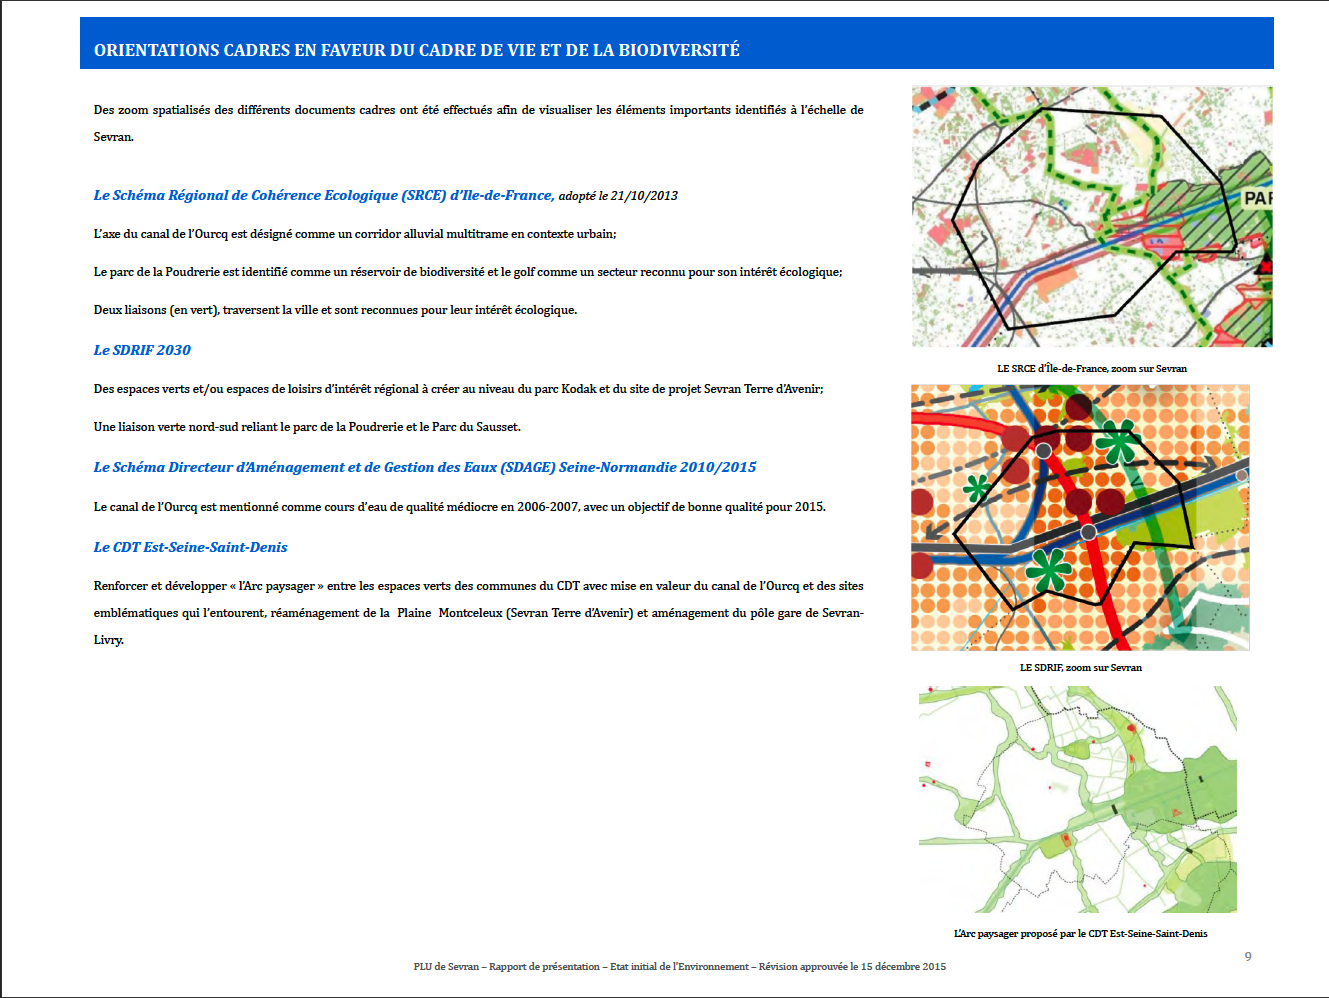 ORIENTATIONS CADRES EN FAVEUR DU CADRE DE VIE ET DE LA BIODIVERSITÉ
Des zoom spatialisés des différents documents cadres ont été effectués afin de visualiser les éléments importants identifiés à l'échelle de
Sevran.
Le Schéma Régional de Cohérence Ecologique (SRCE) d'Ile-de-France, adopté le 21/10/2013
L'axe du canal de l'Ourcq est désigné comme un corridor alluvial multitrame en contexte urbain;
Le parc de la Poudrerie est identifié comme un réservoir de biodiversité et le golf comme un secteur reconnu pour son intérêt écologique;
Deux liaisons (en vert), traversent la ville et sont reconnues pour leur intérêt écologique.
Le SDRIF 2030
Des espaces verts et/ou espaces de loisirs d'intérêt régional à créer au niveau du parc Kodak et du site de projet Sevran Terre d'Avenir;
Une liaison verte nord-sud reliant le parc de la Poudrerie et le Parc du Sausset.
Le Schéma Directeur d'Aménagement et de Gestion des Eaux (SDAGE) Seine-Normandie 2010/2015
Le canal de l'Ourcq est mentionné comme cours d'eau de qualité médiocre en 2006-2007, avec un objectif de bonne qualité pour 2015.
Le CDT Est-Seine-Saint-Denis
Renforcer et développer « l'Arc paysager » entre les espaces verts des communes du CDT avec mise en valeur du canal de l'Ourcq et des sites
emblématiques qui l'entourent, réaménagement de la Plaine Montceleux (Sevran Terre d'Avenir) et aménagement du pôle gare de Sevran-
Livry.
PAR
LE SRCE d'Île-de-France, zoom sur Sevran
V
LE SDRIF, zoom sur Sevran
L'Arc paysager proposé par le CDT Est-Seine-Saint-Denis
PLU de Sevran – Rapport de présentation – Etat initial de l'Environnement – Révision approuvée le 15 décembre 2015
9